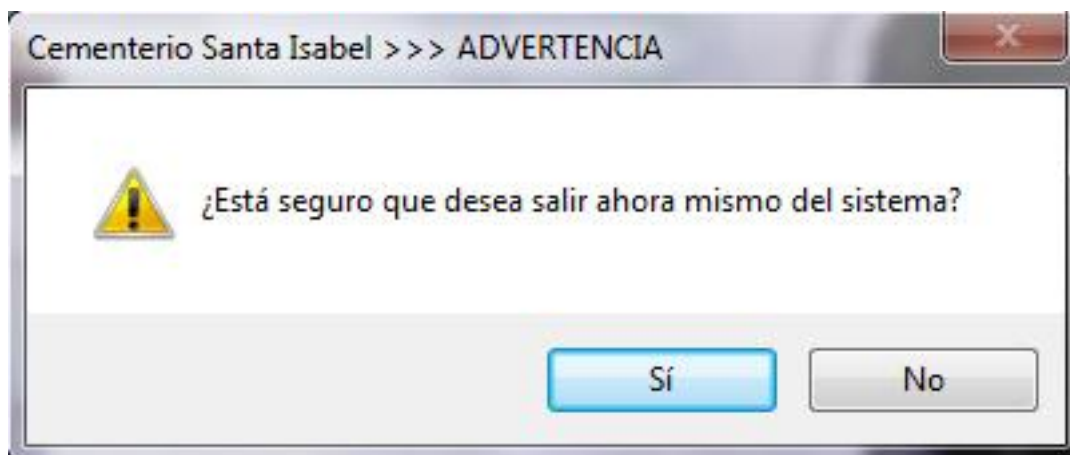 Cementerio Santa Isabel >>> ADVERTENCIA
¿Está seguro que desea salir ahora mismo del sistema?
Sí No